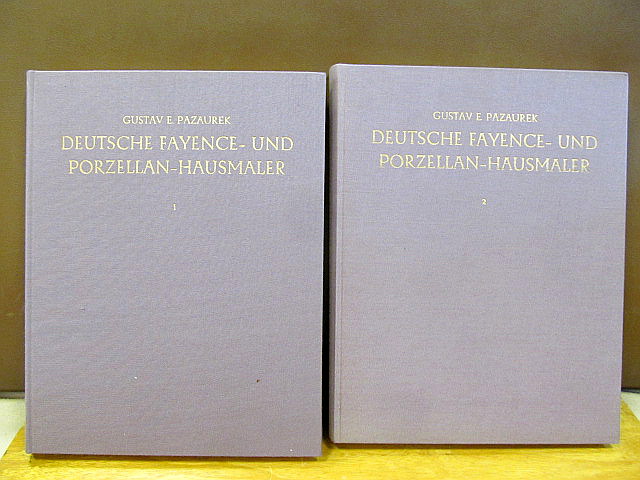 GUSTAV E. PAZAUREK
DEUTSCHE FAYENCE- UND
PORZELLAN-HAUSMALER
1
GUSTAV E. PAZAUREK
DEUTSCHE FAYENCE- UND
PORZELLAN-HAUSMALER
2